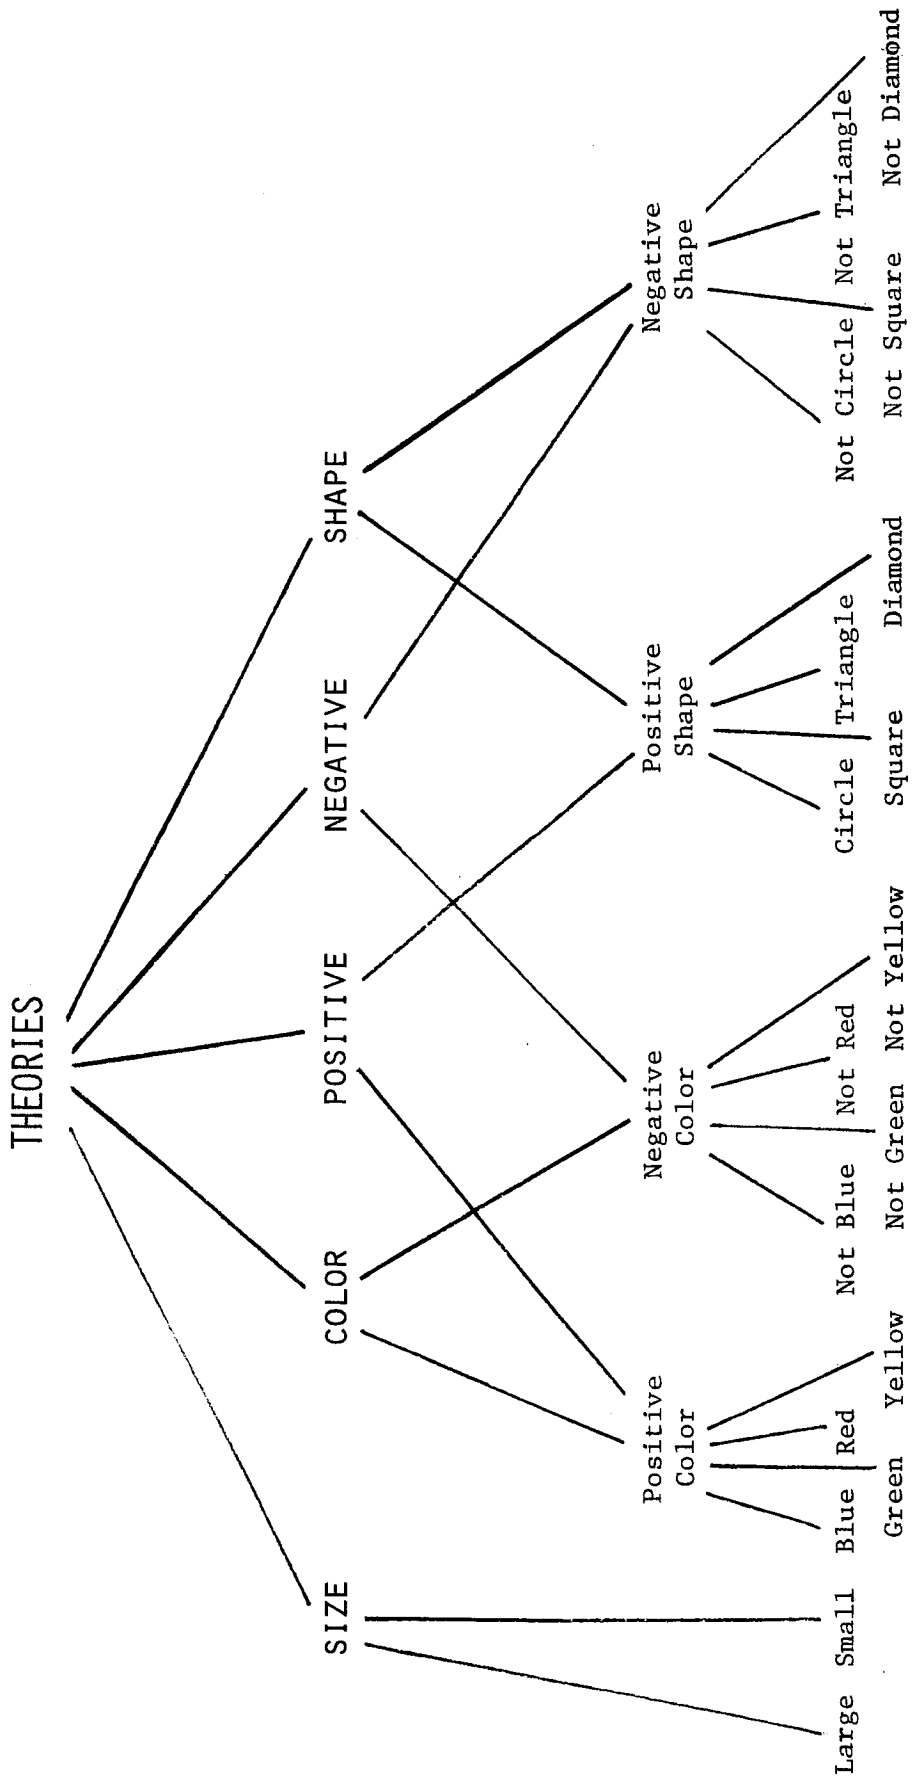 THEORIES
SIZE COLOR POSITIVE NEGATIVE SHAPE
Positive Negative Positive Negative
Color Color Shape Shape
Large Small Blue Red Not Blue Not Red Circle Triangle Not Circle Not Triangle
Green Yellow Not Green Not Yellow Square Diamond Not Square Not Diamond